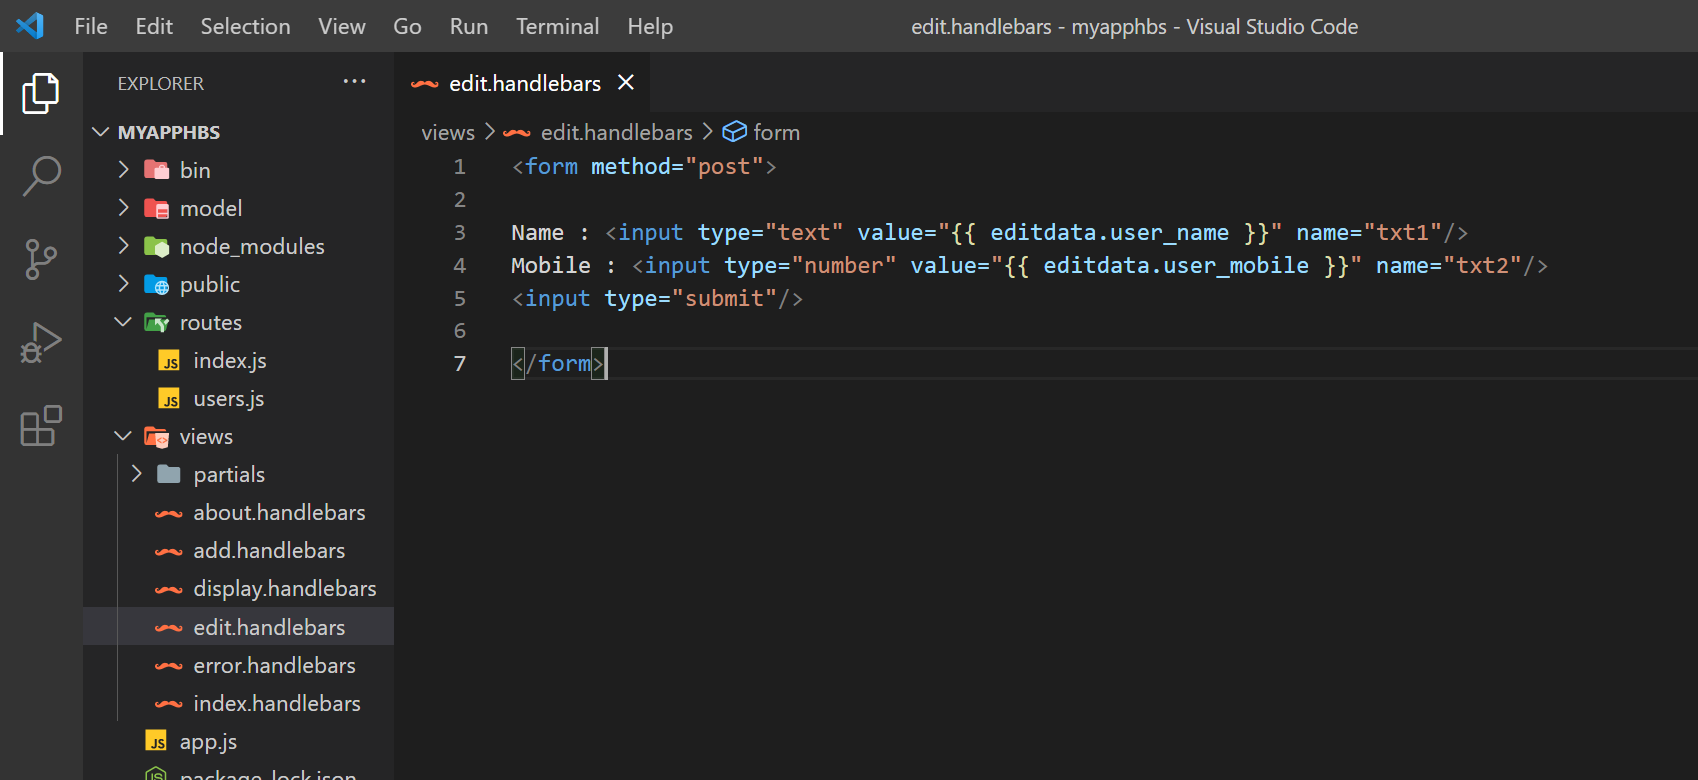 File Edit Selection View Go Run Terminal Help edit.handlebars - myapphbs - Visual Studio Code
EXPLORER ···
edit.handlebars
MYAPPHBS
views > edit.handlebars > form
bin
model
node_modules
public
routes
index.js
users.js
views
partials
about.handlebars
add.handlebars
display.handlebars
edit.handlebars
error.handlebars
index.handlebars
app.js
package-lock.json
1 <form method="post">
2
3 Name : <input type="text" value="{{ editdata.user_name }}" name="txt1"/>
4 Mobile : <input type="number" value="{{ editdata.user_mobile }}" name="txt2"/>
5 <input type="submit"/>
6
7 </form>